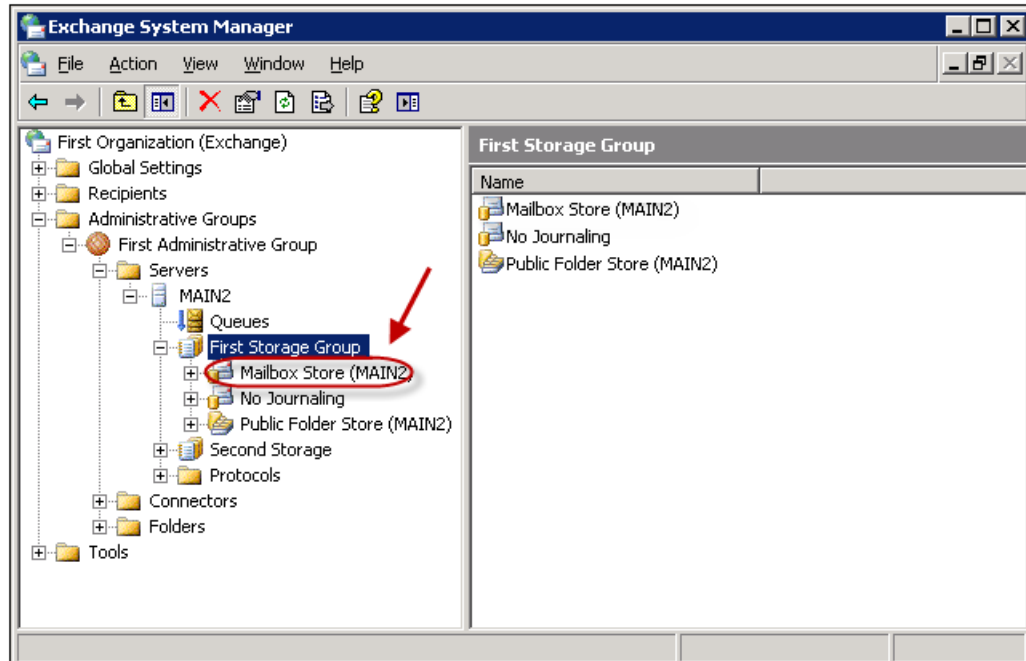 Exchange System Manager
File Action View Window Help
First Organization (Exchange)
Global Settings
Recipients
Administrative Groups
First Administrative Group
Servers
MAIN2
Queues
First Storage Group
Mailbox Store (MAIN2)
No Journaling
Public Folder Store (MAIN2)
Second Storage
Protocols
Connectors
Folders
Tools
First Storage Group
Name
Mailbox Store (MAIN2)
No Journaling
Public Folder Store (MAIN2)